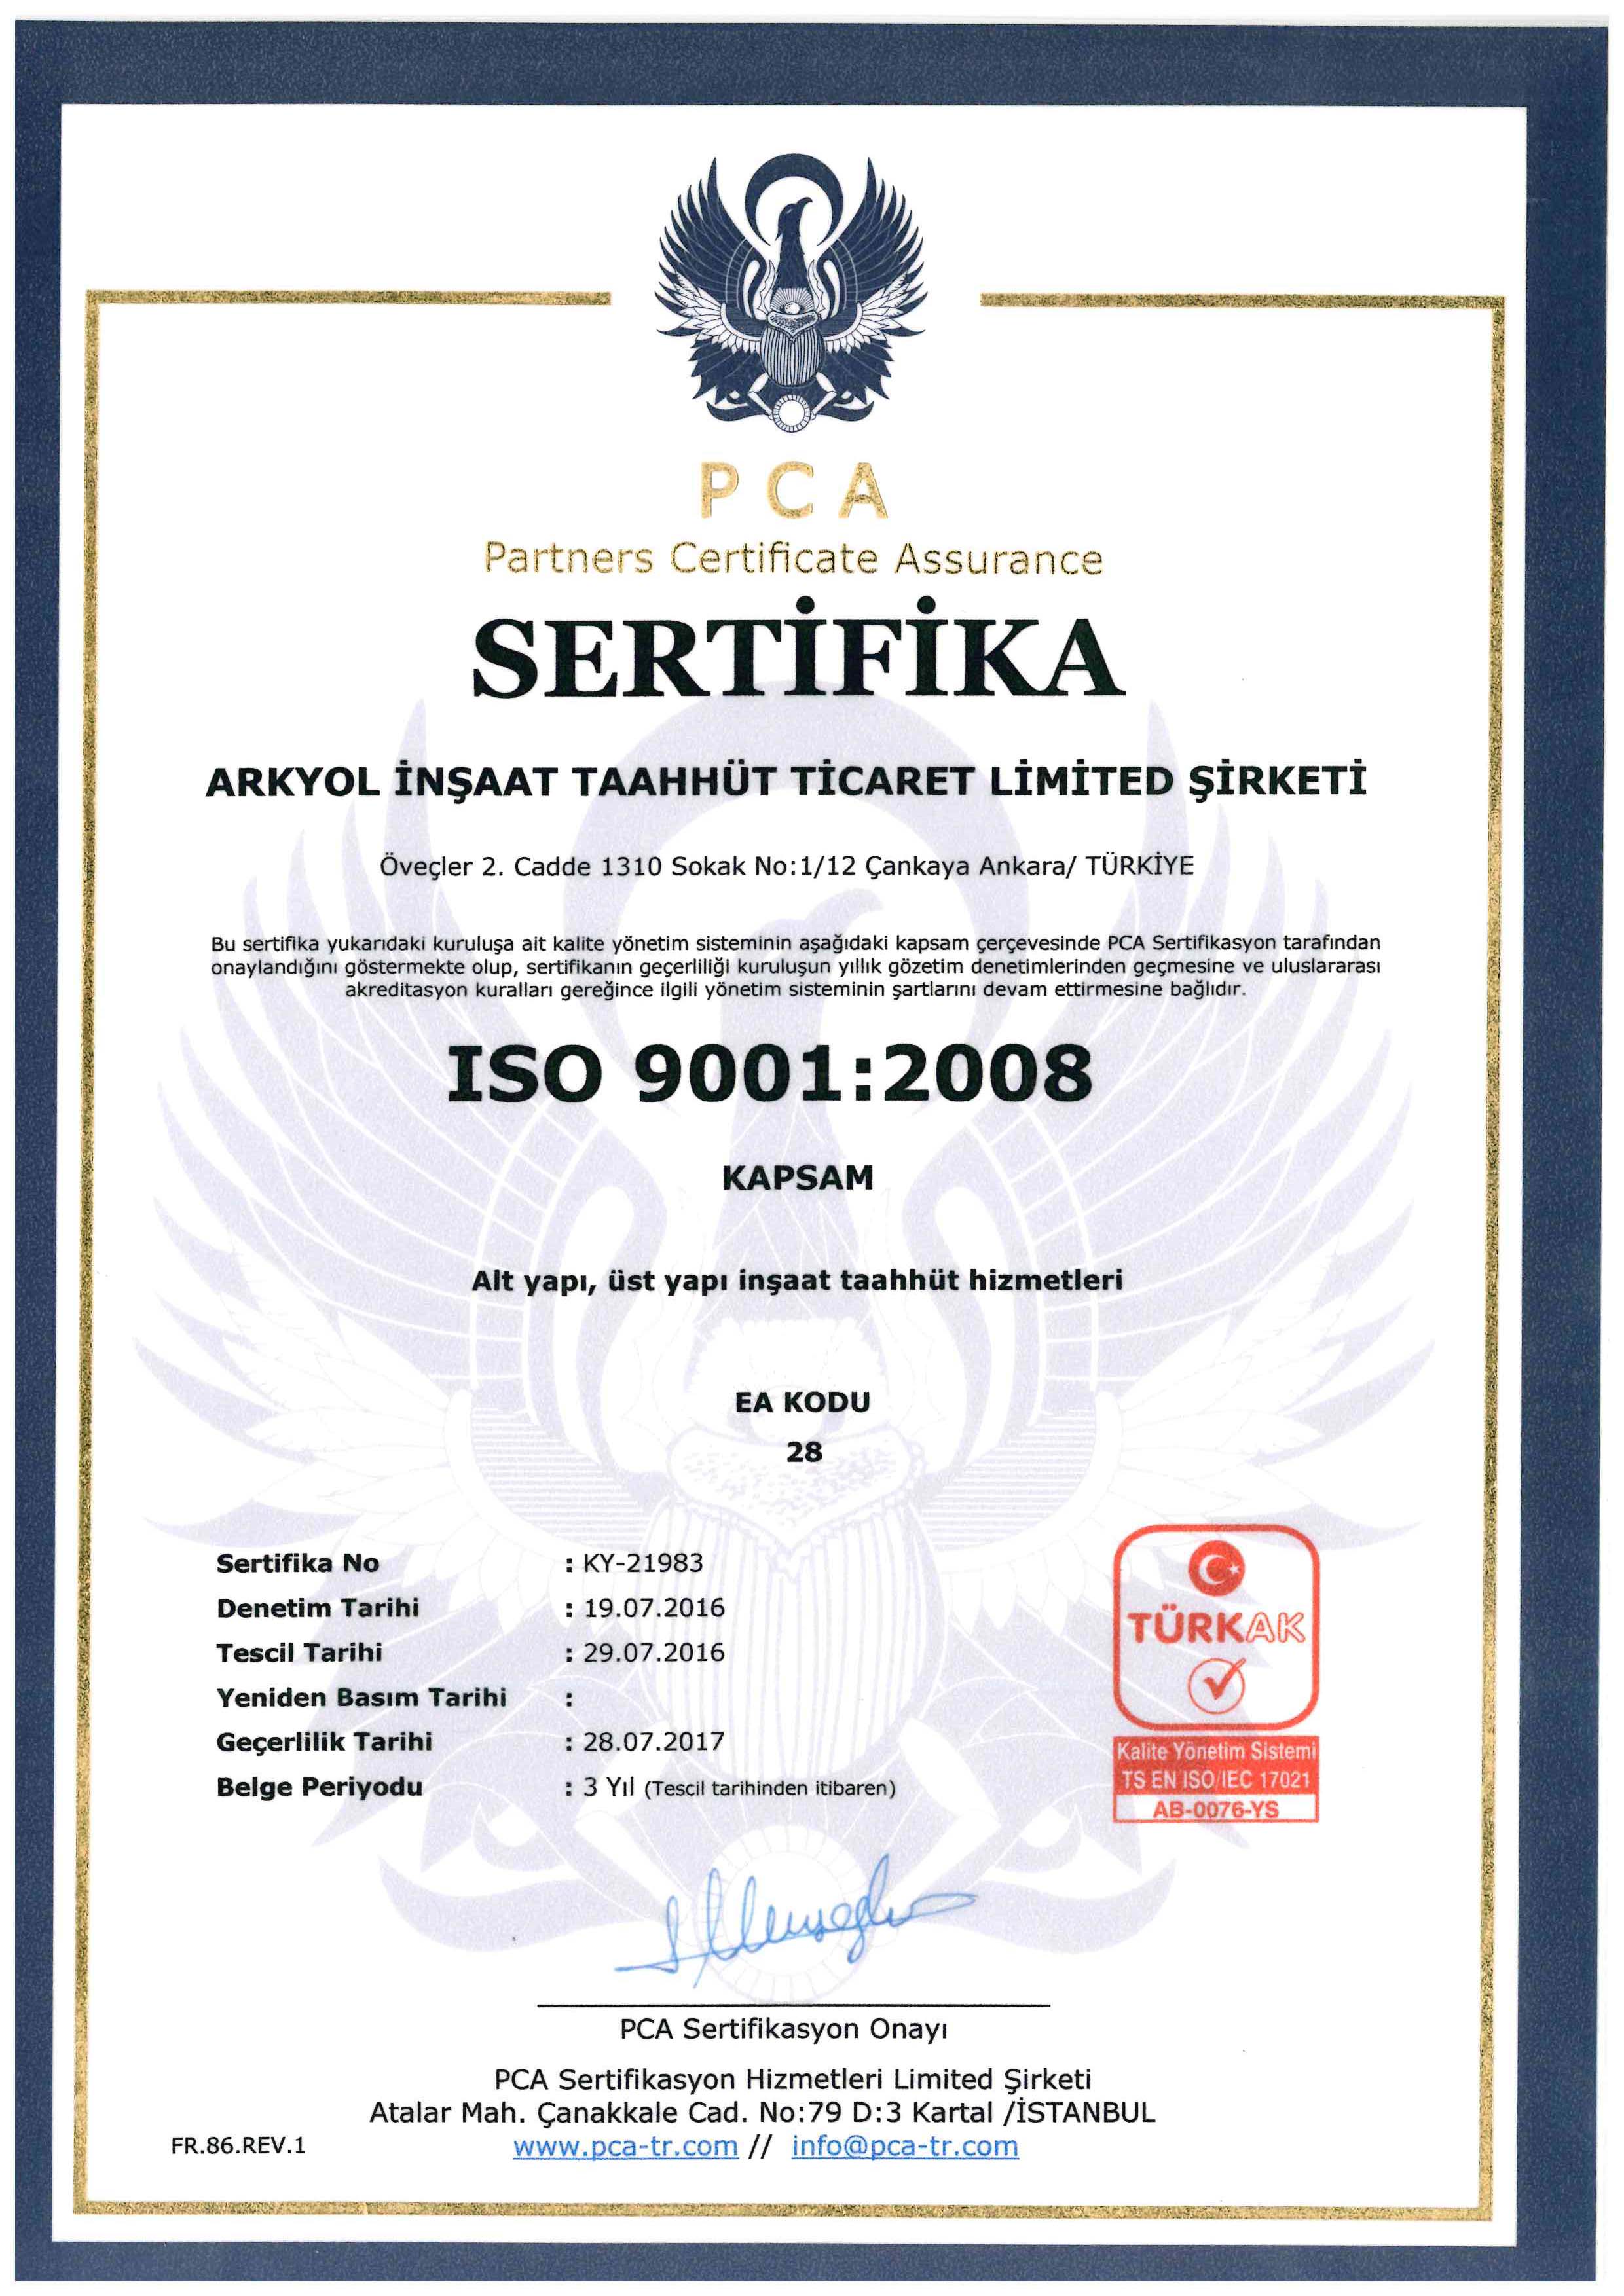 P C A
Partners Certificate Assurance
SERTİFİKA
ARKYOL İNŞAAT TAAHHÜT TİCARET LİMİTED ŞİRKETİ
Öveçler 2. Cadde 1310 Sokak No:1/12 Çankaya Ankara/ TÜRKİYE
Bu sertifika yukarıdaki kuruluşa ait kalite yönetim sisteminin aşağıdaki kapsam çerçevesinde PCA Sertifikasyon tarafından
onaylandığını göstermekte olup, sertifikanın geçerliliği kuruluşun yıllık gözetim denetimlerinden geçmesine ve uluslararası
akreditasyon kuralları gereğince ilgili yönetim sisteminin şartlarını devam ettirmesine bağlıdır.
ISO 9001:2008
KAPSAM
Alt yapı, üst yapı inşaat taahhüt hizmetleri
EA KODU
28
Sertifika No : KY-21983
Denetim Tarihi : 19.07.2016
Tescil Tarihi : 29.07.2016
Yeniden Basım Tarihi :
Geçerlilik Tarihi : 28.07.2017
Belge Periyodu : 3 Yıl (Tescil tarihinden itibaren)
TÜRKAK
Kalite Yönetim Sistemi
TS EN ISO/IEC 17021
AB-0076-YS
PCA Sertifikasyon Onayı
PCA Sertifikasyon Hizmetleri Limited Şirketi
Atalar Mah. Çanakkale Cad. No:79 D:3 Kartal /İSTANBUL
FR.86.REV.1
www.pca-tr.com // info@pca-tr.com